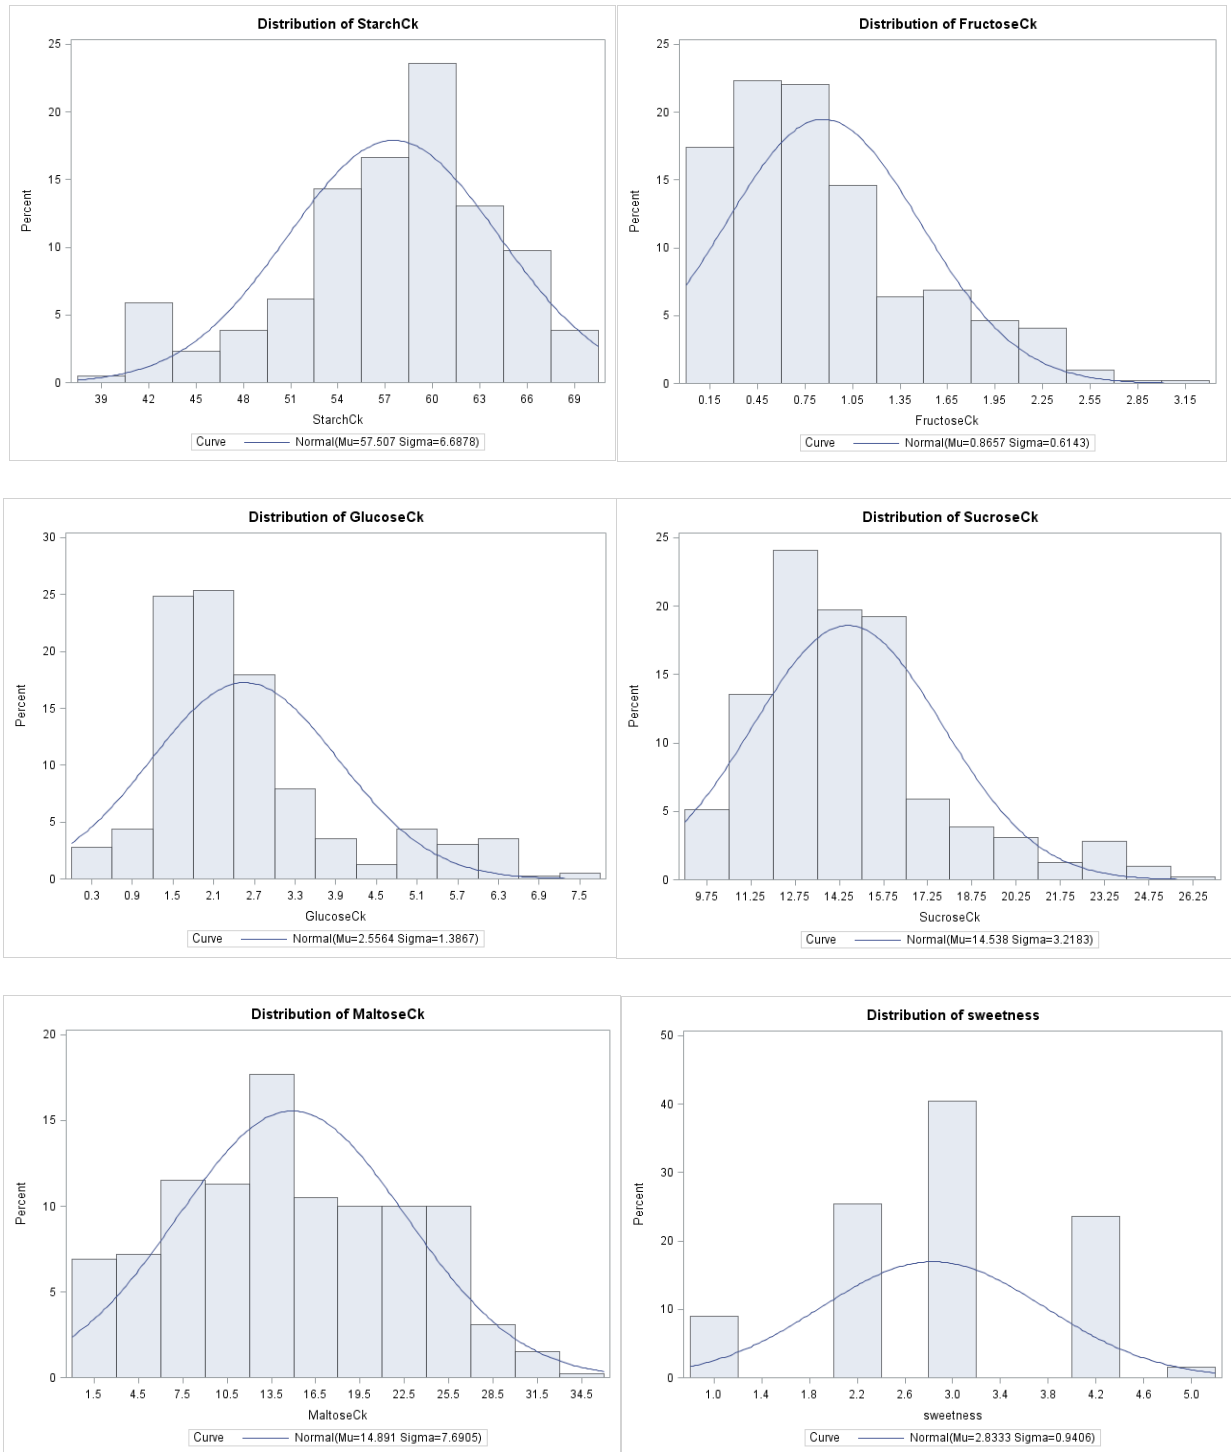 Distribution of StarchCk
25
20
15
10
5
0
Percent
39 42 45 48 51 54 57 60 63 66 69
StarchCk
Curve Normal(Mu=57.507 Sigma=6.6878)
Distribution of FructoseCk
25
20
15
10
5
0
Percent
0.15 0.45 0.75 1.05 1.35 1.65 1.95 2.25 2.55 2.85 3.15
FructoseCk
Curve Normal(Mu=0.8657 Sigma=0.6143)
Distribution of GlucoseCk
30
25
20
15
10
5
0
Percent
0.3 0.9 1.5 2.1 2.7 3.3 3.9 4.5 5.1 5.7 6.3 6.9 7.5
GlucoseCk
Curve Normal(Mu=2.5564 Sigma=1.3867)
Distribution of SucroseCk
25
20
15
10
5
0
Percent
9.75 11.25 12.75 14.25 15.75 17.25 18.75 20.25 21.75 23.25 24.75 26.25
SucroseCk
Curve Normal(Mu=14.538 Sigma=3.2183)
Distribution of MaltoseCk
20
15
10
5
0
Percent
1.5 4.5 7.5 10.5 13.5 16.5 19.5 22.5 25.5 28.5 31.5 34.5
MaltoseCk
Curve Normal(Mu=14.891 Sigma=7.6905)
Distribution of sweetness
50
40
30
20
10
0
Percent
1.0 1.4 1.8 2.2 2.6 3.0 3.4 3.8 4.2 4.6 5.0
sweetness
Curve Normal(Mu=2.8333 Sigma=0.9406)